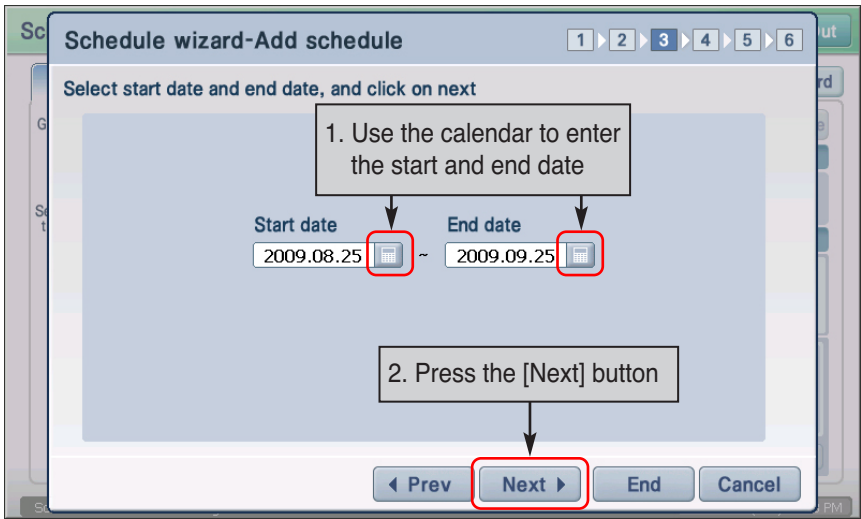 Schedule wizard-Add schedule
1 2 3 4 5 6
Select start date and end date, and click on next
1. Use the calendar to enter
the start and end date
Start date End date
2009.08.25 ~ 2009.09.25
2. Press the [Next] button
Prev Next End Cancel